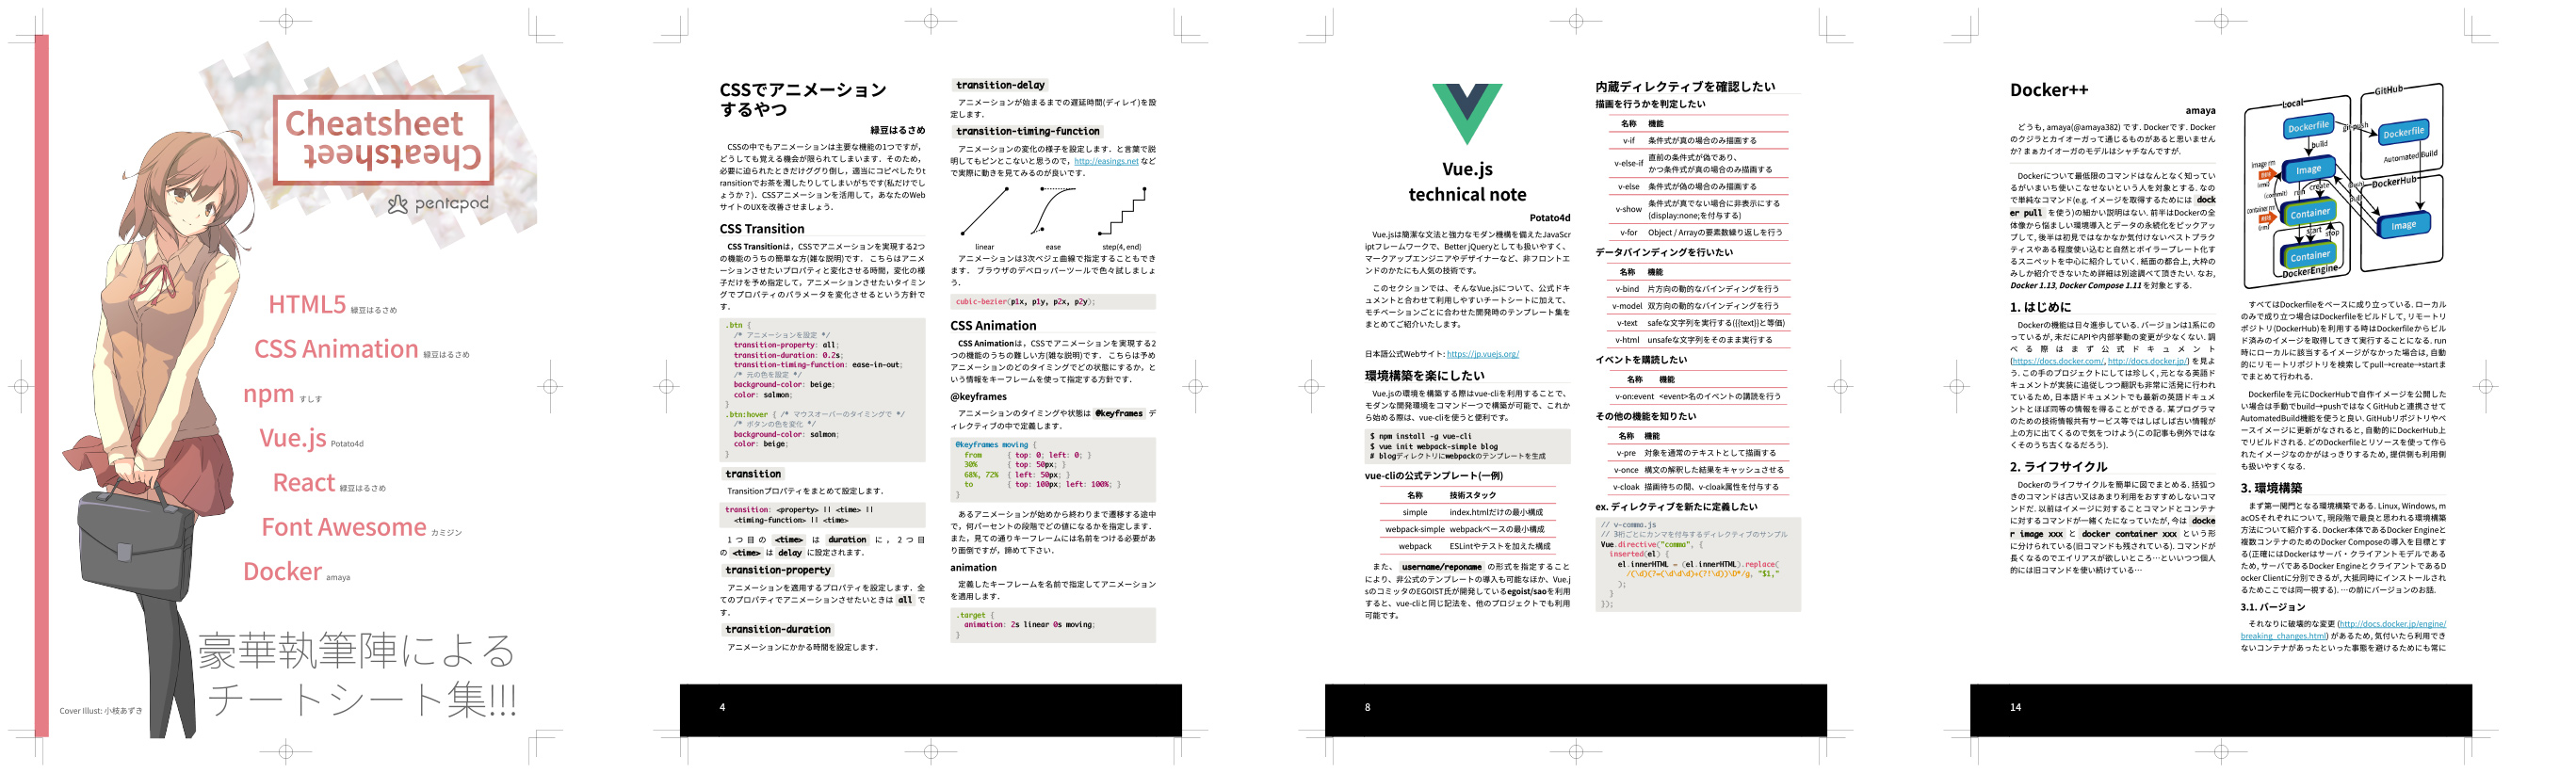 Cheatsheet
Cheatsheet
pentapod
HTML5 緑豆はるさめ
CSS Animation 緑豆はるさめ
npm すしす
Vue.js Potato4d
React 緑豆はるさめ
Font Awesome カミジン
Docker amaya
豪華執筆陣による
チートシート集!!!
Cover Illust: 小枝あずき
CSSでアニメーション
するやつ
緑豆はるさめ
CSSの中でもアニメーションは主要な機能の1つですが，
どうしても覚える機会が限られてしまいます．そのため，
必要に迫られたときだけググり倒し，適当にコピペしたりt
ransitionでお茶を濁したりしてしまいがちです(私だけでし
ょうか？)．CSSアニメーションを活用して，あなたのWeb
サイトのUXを改善させましょう．
CSS Transition
CSS Transitionは，CSSでアニメーションを実現する2つ
の機能のうちの簡単な方(雑な説明)です． こちらはアニメ
ーションさせたいプロパティと変化させる時間，変化の様
子だけを予め指定して，アニメーションさせたいタイミン
グでプロパティのパラメータを変化させるという方針で
す．
.btn {
/* アニメーションを設定 */
transition-property: all;
transition-duration: 0.2s;
transition-timing-function: ease-in-out;
/* 元の色を設定 */
background-color: beige;
color: salmon;
}
.btn:hover { /* マウスオーバーのタイミングで */
/* ボタンの色を変化 */
background-color: salmon;
color: beige;
}
transition
Transitionプロパティをまとめて設定します．
transition: <property> || <time> ||
<timing-function> || <time>
1つ目の <time> は duration に，2つ目
の <time> は delay に設定されます．
transition-property
アニメーションを適用するプロパティを設定します．全
てのプロパティでアニメーションさせたいときは all で
す．
transition-duration
アニメーションにかかる時間を設定します．
transition-delay
アニメーションが始まるまでの遅延時間(ディレイ)を設
定します．
transition-timing-function
アニメーションの変化の様子を設定します．と言葉で説
明してもピンとこないと思うので，http://easings.net など
で実際に動きを見てみるのが良いです．
linear ease step(4, end)
アニメーションは3次ベジェ曲線で指定することもでき
ます． ブラウザのデベロッパーツールで色々試しましょ
う．
cubic-bezier(p1x, p1y, p2x, p2y);
CSS Animation
CSS Animationは，CSSでアニメーションを実現する2
つの機能のうちの難しい方(雑な説明)です． こちらは予め
アニメーションのどのタイミングでどの状態にするか，と
いう情報をキーフレームを使って指定する方針です．
@keyframes
アニメーションのタイミングや状態は @keyframes デ
ィレクティブの中で定義します．
@keyframes moving {
from { top: 0; left: 0; }
30% { top: 50px; }
68%, 72% { left: 50px; }
to { top: 100px; left: 100%; }
}
あるアニメーションが始めから終わりまで遷移する途中
で，何パーセントの段階でどの値になるかを指定します．
また，見ての通りキーフレームには名前をつける必要があ
り面倒ですが，諦めて下さい．
animation
定義したキーフレームを名前で指定してアニメーション
を適用します．
.target {
animation: 2s linear 0s moving;
}
4
Vue.js
technical note
Potato4d
Vue.jsは簡潔な文法と強力なモダン機構を備えたJavaScr
iptフレームワークで、Better jQueryとしても扱いやすく、
マークアップエンジニアやデザイナーなど、非フロントエ
ンドのかたにも人気の技術です。
このセクションでは、そんなVue.jsについて、公式ドキ
ュメントと合わせて利用しやすいチートシートに加えて、
モチベーションごとに合わせた開発時のテンプレート集を
まとめてご紹介いたします。
日本語公式Webサイト: https://jp.vuejs.org/
環境構築を楽にしたい
Vue.jsの環境を構築する際はvue-cliを利用することで、
モダンな開発環境をコマンド一つで構築が可能で、これか
ら始める際は、vue-cliを使うと便利です。
$ npm install -g vue-cli
$ vue init webpack-simple blog
# blogディレクトリにwebpackのテンプレートを生成
vue-cliの公式テンプレート(一例)
名称 技術スタック
simple index.htmlだけの最小構成
webpack-simple webpackベースの最小構成
webpack ESLintやテストを加えた構成
また、 username/reponame の形式を指定すること
により、非公式のテンプレートの導入も可能なほか、Vue.j
sのコミッタのEGOIST氏が開発しているegoist/saoを利用
すると、vue-cliと同じ記法を、他のプロジェクトでも利用
可能です。
内蔵ディレクティブを確認したい
描画を行うかを判定したい
名称 機能
v-if 条件式が真の場合のみ描画する
v-else-if 直前の条件式が偽であり、
かつ条件式が真の場合のみ描画する
v-else 条件式が偽の場合のみ描画する
v-show 条件式が真でない場合に非表示にする
(display:none;を付与する)
v-for Object / Arrayの要素数繰り返しを行う
データバインディングを行いたい
名称 機能
v-bind 片方向の動的なバインディングを行う
v-model 双方向の動的なバインディングを行う
v-text safeな文字列を実行する({{text}}と等価)
v-html unsafeな文字列をそのまま実行する
イベントを購読したい
名称 機能
v-on:event <event>名のイベントの購読を行う
その他の機能を知りたい
名称 機能
v-pre 対象を通常のテキストとして描画する
v-once 構文の解釈した結果をキャッシュさせる
v-cloak 描画待ちの間、v-cloak属性を付与する
ex. ディレクティブを新たに定義したい
// v-comma.js
// 3桁ごとにカンマを付与するディレクティブのサンプル
Vue.directive("comma", {
inserted(el) {
el.innerHTML = (el.innerHTML).replace(
/(\d)(?=(\d\d\d)+(?!\d))\D*/g, "$1,"
);
}
});
8
Docker++
amaya
どうも, amaya(@amaya382) です. Dockerです. Docker
のクジラとカイオーガって通じるものがあると思いません
か? まぁカイオーガのモデルはシャチなんですが.
Dockerについて最低限のコマンドはなんとなく知ってい
るがいまいち使いこなせないという人を対象とする. なの
で単純なコマンド(e.g. イメージを取得するためには dock
er pull を使う)の細かい説明はない. 前半はDockerの全
体像から悩ましい環境導入とデータの永続化をピックアッ
プして, 後半は初見ではなかなか気付けないベストプラク
ティスやある程度使い込むと自然とボイラープレート化す
るスニペットを中心に紹介していく. 紙面の都合上, 大枠の
みしか紹介できないため詳細は別途調べて頂きたい. なお,
Docker 1.13, Docker Compose 1.11 を対象とする.
1. はじめに
Dockerの機能は日々進歩している. バージョンは1系にの
っているが, 未だにAPIや内部挙動の変更が少なくない. 調
べる際はまず公式ドキュメント
(https://docs.docker.com/, http://docs.docker.jp/) を見よ
う. この手のプロジェクトにしては珍しく, 元となる英語ド
キュメントが実装に追従しつつ翻訳も非常に活発に行われ
ているため, 日本語ドキュメントでも最新の英語ドキュメ
ントとほぼ同等の情報を得ることができる. 某プログラマ
のための技術情報共有サービス等ではしばしば古い情報が
上の方に出てくるので気をつけよう(この記事も例外ではな
くそのうち古くなるだろう).
2. ライフサイクル
Dockerのライフサイクルを簡単に図でまとめる. 括弧つ
きのコマンドは古い又はあまり利用をおすすめしないコマ
ンドだ. 以前はイメージに対することコマンドとコンテナ
に対するコマンドが一緒くたになっていたが, 今は docke
r image xxx と docker container xxx という形
に分けられている(旧コマンドも残されている). コマンドが
長くなるのでエイリアスが欲しいところ…といいつつ個人
的には旧コマンドを使い続けている…
Local
GitHub
Dockerfile
git push
Dockerfile
build
Automated Build
image rm
(rmi)
Image
(commit)
run
create
push
pull
DockerHub
container rm
(rm)
Container
Image
start
stop
Container
DockerEngine
すべてはDockerfileをベースに成り立っている. ローカル
のみで成り立つ場合はDockerfileをビルドして, リモートリ
ポジトリ(DockerHub)を利用する時はDockerfileからビル
ド済みのイメージを取得してきて実行することになる. run
時にローカルに該当するイメージがなかった場合は, 自動
的にリモートリポジトリを検索してpull→create→startま
でまとめて行われる.
Dockerfileを元にDockerHubで自作イメージを公開した
い場合は手動でbuild→pushではなくGitHubと連携させて
AutomatedBuild機能を使うと良い. GitHubリポジトリやベ
ースイメージに更新がなされると, 自動的にDockerHub上
でリビルドされる. どのDockerfileとリソースを使って作ら
れたイメージなのかがはっきりするため, 提供側も利用側
も扱いやすくなる.
3. 環境構築
まず第一関門となる環境構築である. Linux, Windows, m
acOSそれぞれについて, 現段階で最良と思われる環境構築
方法について紹介する. Docker本体であるDocker Engineと
複数コンテナのためのDocker Composeの導入を目標とす
る(正確にはDockerはサーバ・クライアントモデルである
ため, サーバであるDocker EngineとクライアントであるD
ocker Clientに分別できるが, 大抵同時にインストールされ
るためここでは同一視する). …の前にバージョンのお話.
3.1. バージョン
それなりに破壊的な変更 (http://docs.docker.jp/engine/
breaking_changes.html) があるため, 気付いたら利用でき
ないコンテナがあったといった事態を避けるためにも常に
14